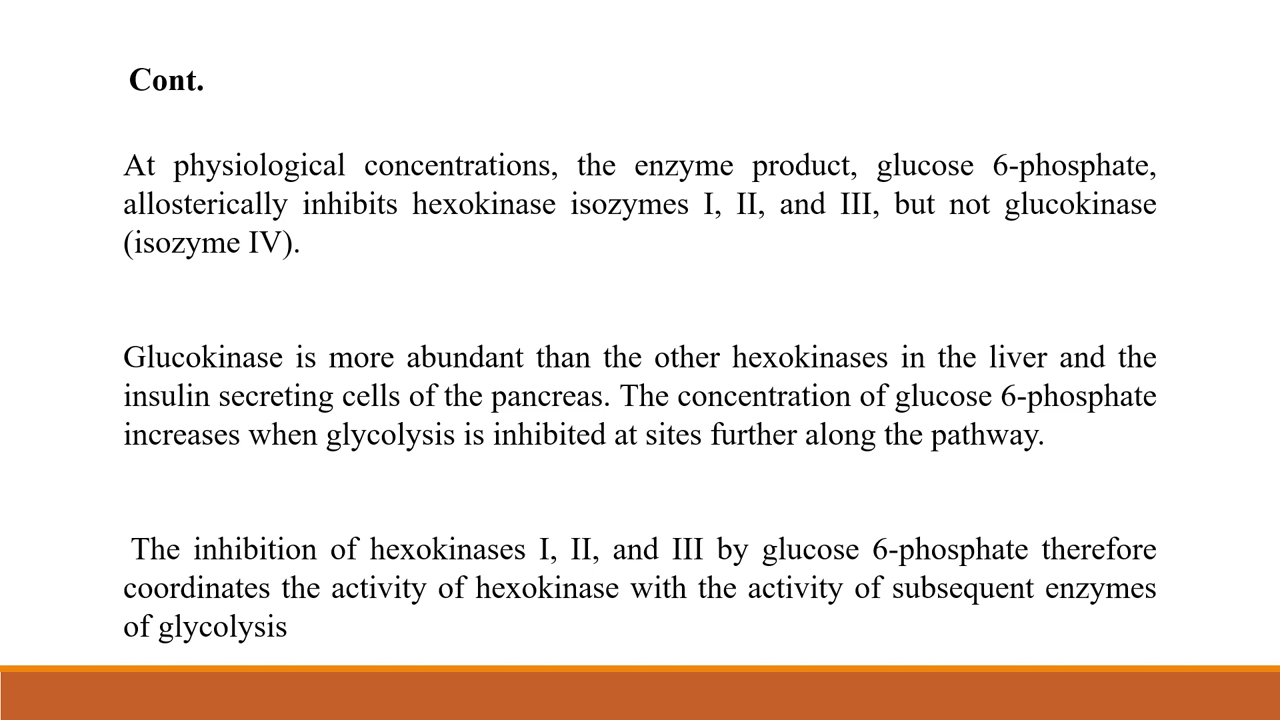 Cont.
At physiological concentrations, the enzyme product, glucose 6-phosphate,
allosterically inhibits hexokinase isozymes I, II, and III, but not glucokinase
(isozyme IV).
Glucokinase is more abundant than the other hexokinases in the liver and the
insulin secreting cells of the pancreas. The concentration of glucose 6-phosphate
increases when glycolysis is inhibited at sites further along the pathway.
The inhibition of hexokinases I, II, and III by glucose 6-phosphate therefore
coordinates the activity of hexokinase with the activity of subsequent enzymes
of glycolysis